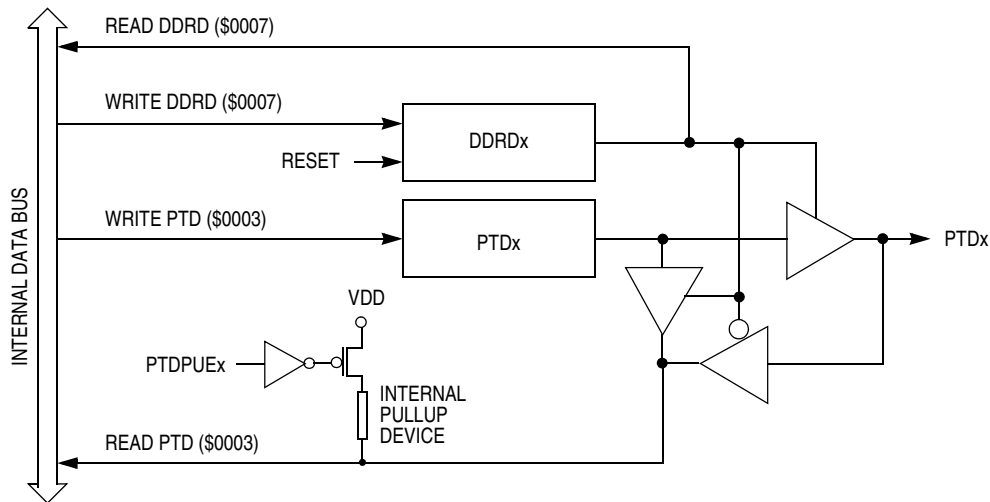 READ DDRD ($0007)
WRITE DDRD ($0007)
DDRDx
RESET
INTERNAL DATA BUS
WRITE PTD ($0003)
PTDx
PTDx
VDD
PTDPUEx
INTERNAL
PULLUP
DEVICE
READ PTD ($0003)